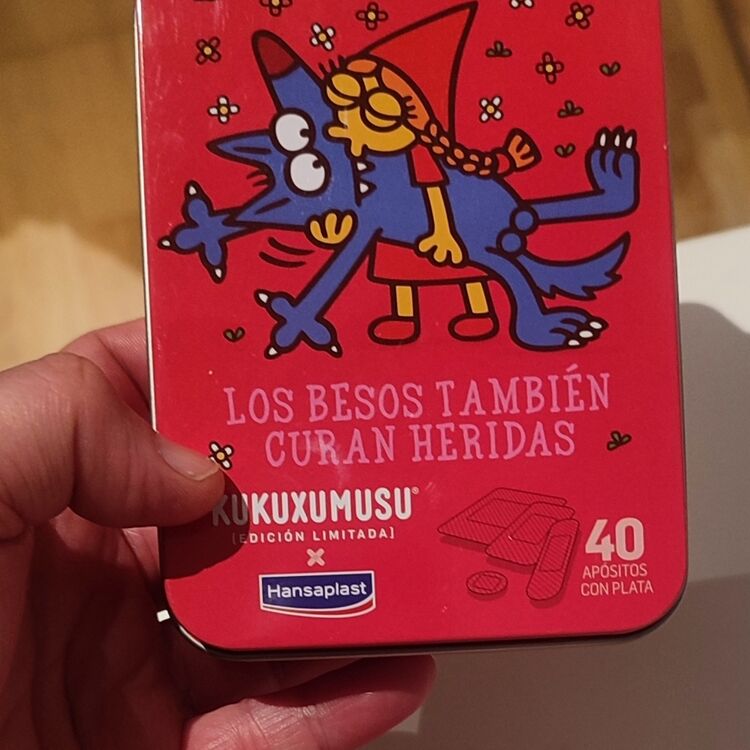 LOS BESOS TAMBIÉN
CURAN HERIDAS
KUKUXUMUSU®
[EDICIÓN LIMITADA]
X
Hansaplast
40
APÓSITOS
CON PLATA